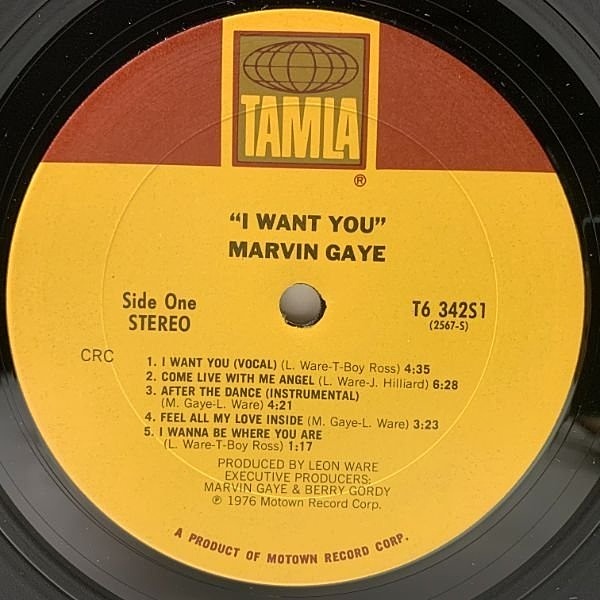 TAMLA
®
"I WANT YOU"
MARVIN GAYE
Side One
STEREO
T6 342S1
(2567-S)
CRC
1. I WANT YOU (VOCAL) (L. Ware-T-Boy Ross) 4:35
2. COME LIVE WITH ME ANGEL (L. Ware-J. Hilliard) 6:28
3. AFTER THE DANCE (INSTRUMENTAL)
(M. Gaye-L. Ware) 4:21
4. FEEL ALL MY LOVE INSIDE (M. Gaye-L. Ware) 3:23
5. I WANNA BE WHERE YOU ARE
(L. Ware-T-Boy Ross) 1:17
PRODUCED BY LEON WARE
EXECUTIVE PRODUCERS:
MARVIN GAYE & BERRY GORDY
℗ 1976 Motown Record Corp.
A PRODUCT OF MOTOWN RECORD CORP.